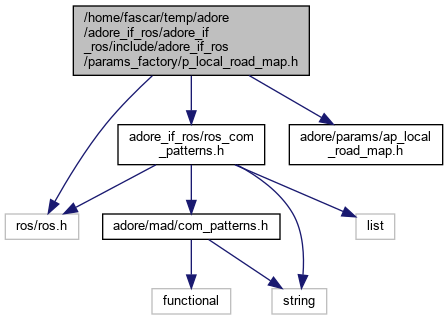 /home/fascar/temp/adore
/adore_if_ros/adore_if
_ros/include/adore_if_ros
/params_factory/p_local_road_map.h
adore_if_ros/ros_com
_patterns.h
adore/params/ap_local
_road_map.h
ros/ros.h
adore/mad/com_patterns.h
list
functional
string